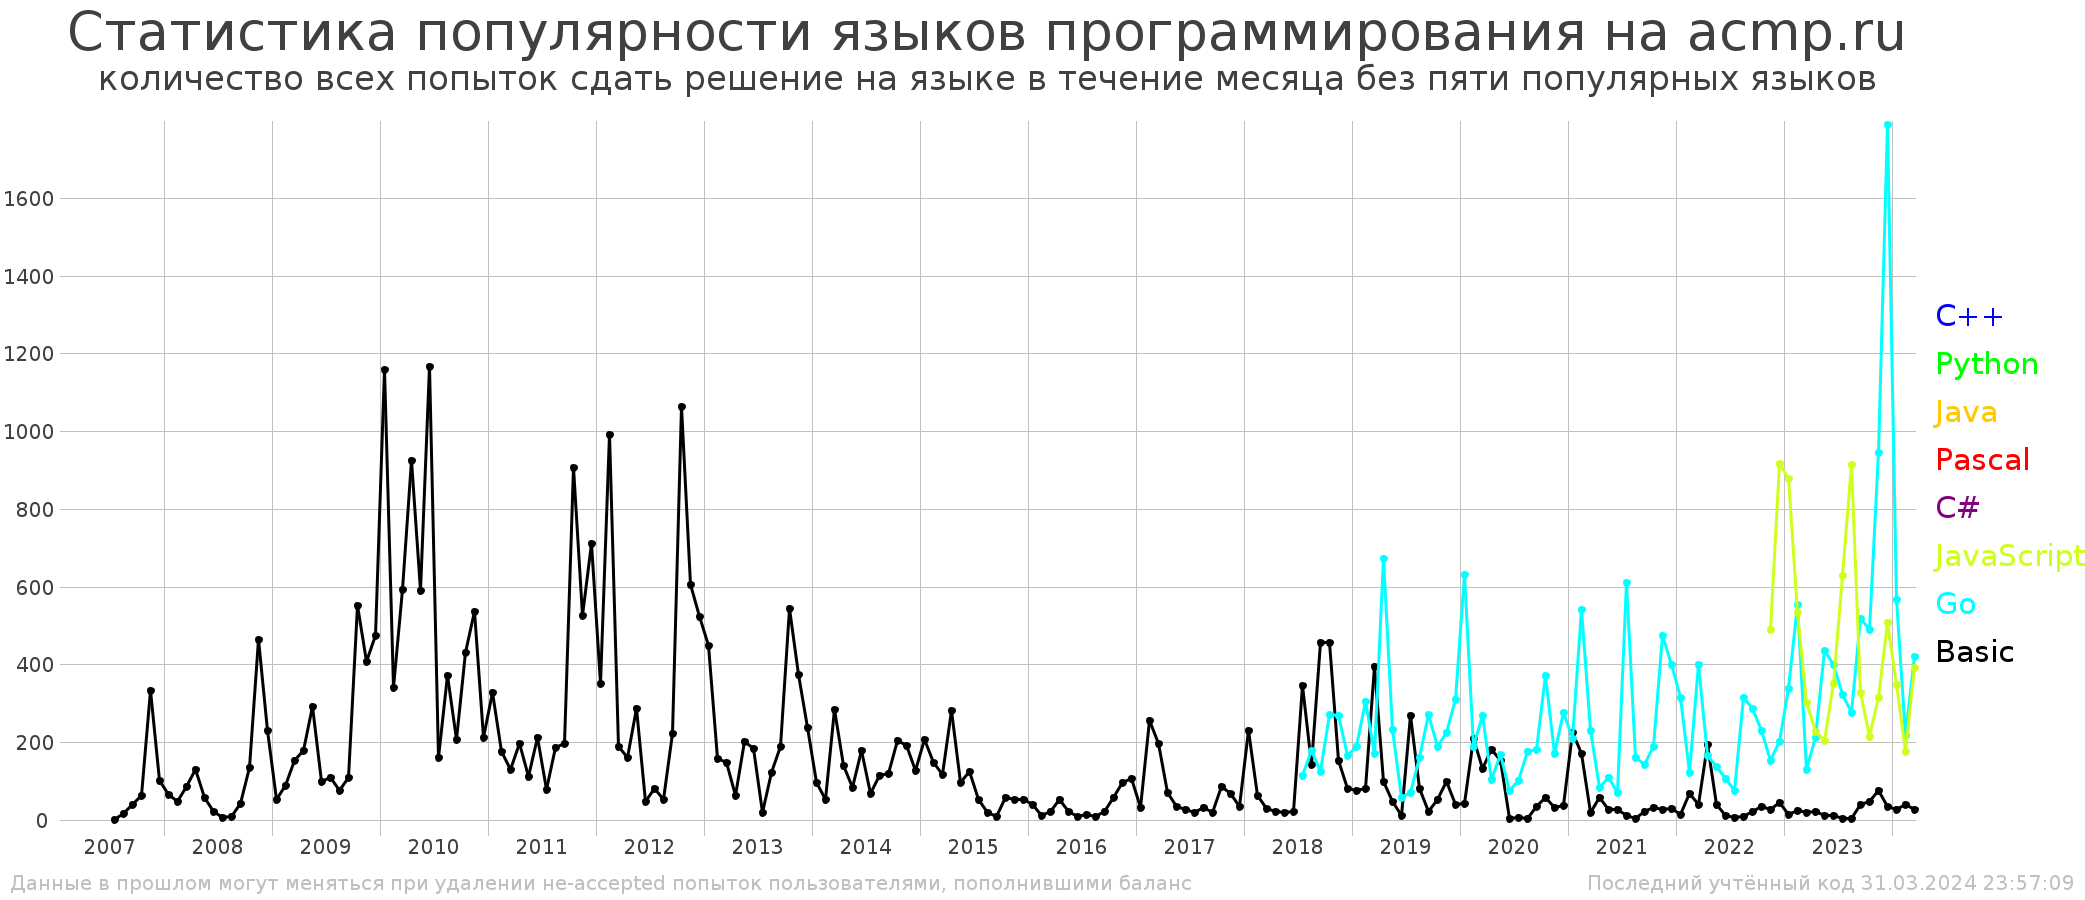 Статистика популярности языков программирования на acmp.ru
количество всех попыток сдать решение на языке в течение месяца без пяти популярных языков
1600
1400
1200
1000
800
600
400
200
0
C++
Python
Java
Pascal
C#
JavaScript
Go
Basic
2007 2008 2009 2010 2011 2012 2013 2014 2015 2016 2017 2018 2019 2020 2021 2022 2023
Данные в прошлом могут меняться при удалении не-accepted попыток пользователями, пополнившими баланс
Последний учтённый код 31.03.2024 23:57:09